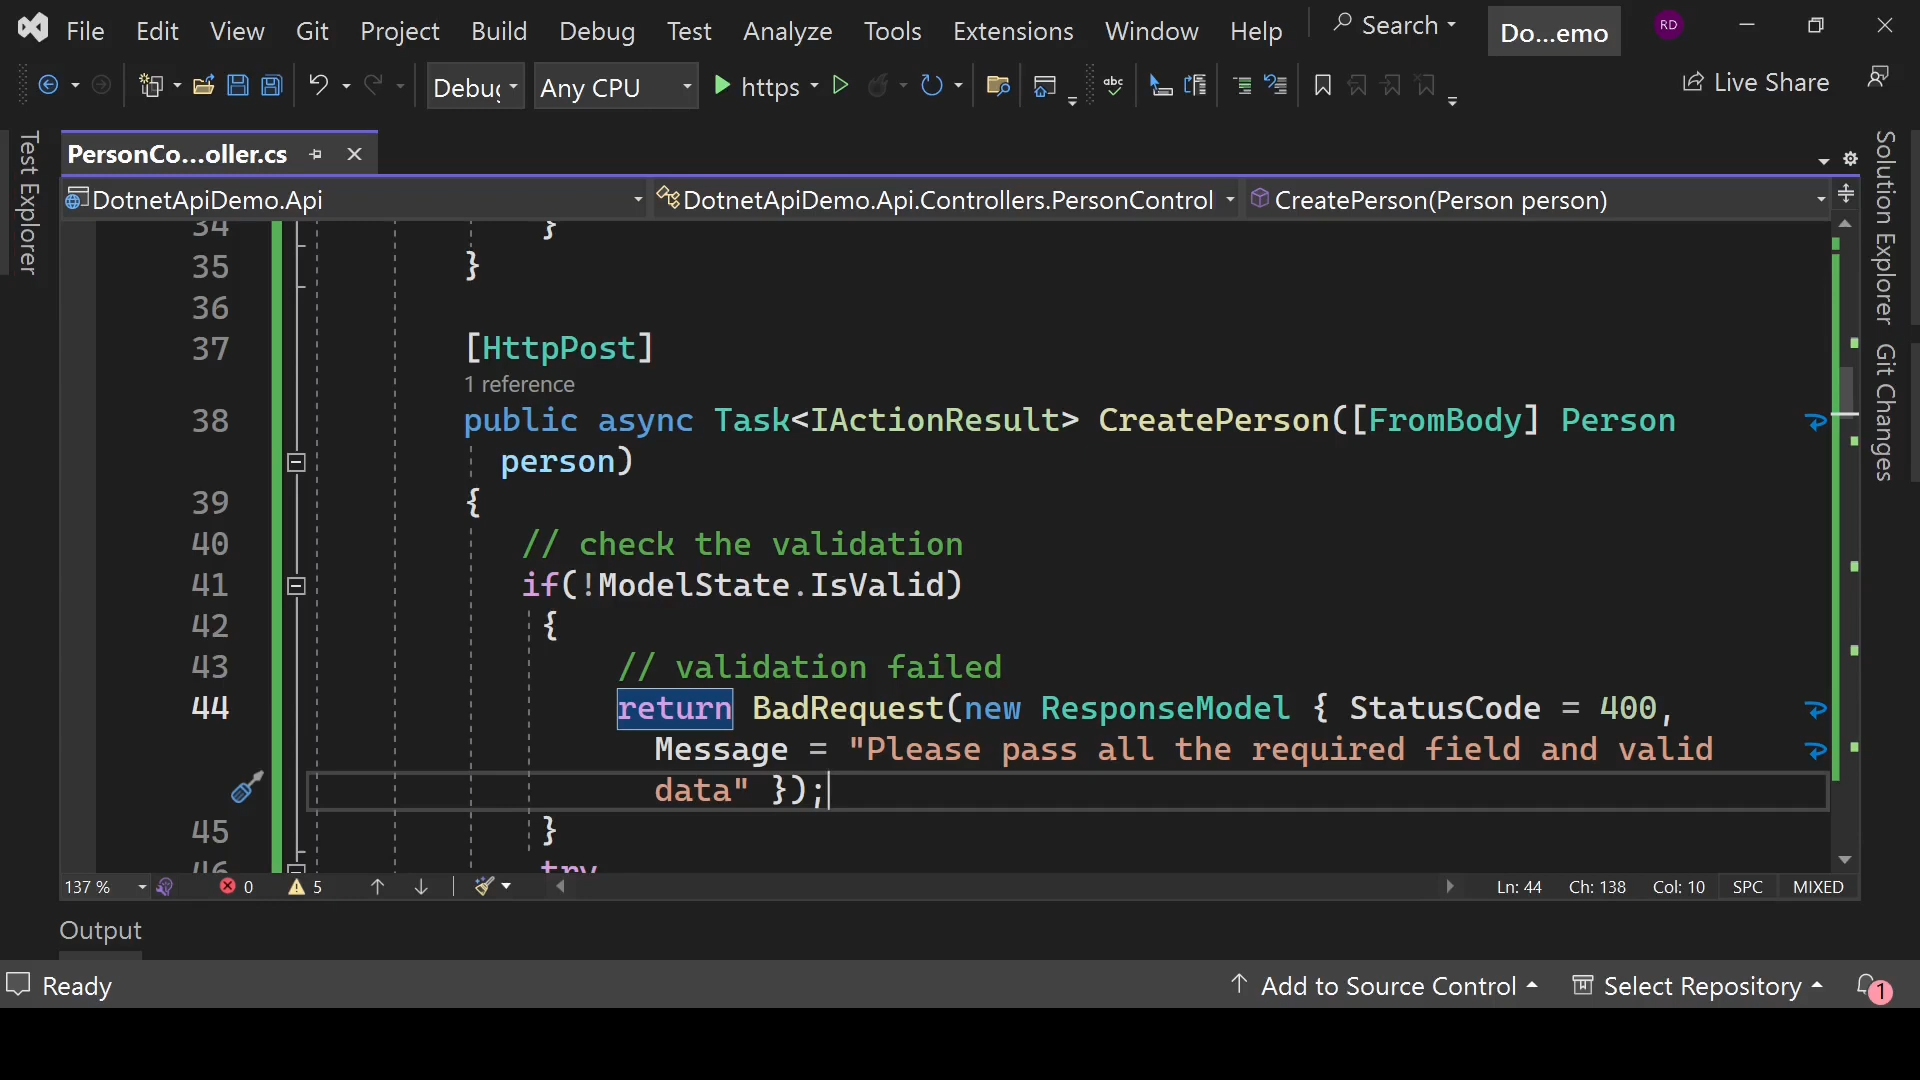 File Edit View Git Project Build Debug Test Analyze Tools Extensions Window Help Search Do...emo RD
Debug Any CPU https abc Live Share
Test Explorer
PersonCo...oller.cs
Solution Explorer
Git Changes
DotnetApiDemo.Api DotnetApiDemo.Api.Controllers.PersonControl CreatePerson(Person person)
34 }
35 }
36
37 [HttpPost]
1 reference
38 public async Task<IActionResult> CreatePerson([FromBody] Person
person)
39 {
40 // check the validation
41 if(!ModelState.IsValid)
42 {
43 // validation failed
44 return BadRequest(new ResponseModel { StatusCode = 400,
Message = "Please pass all the required field and valid
data" });
45 }
46 try
137 % 0 5 Ln: 44 Ch: 138 Col: 10 SPC MIXED
Output
Ready Add to Source Control Select Repository 1